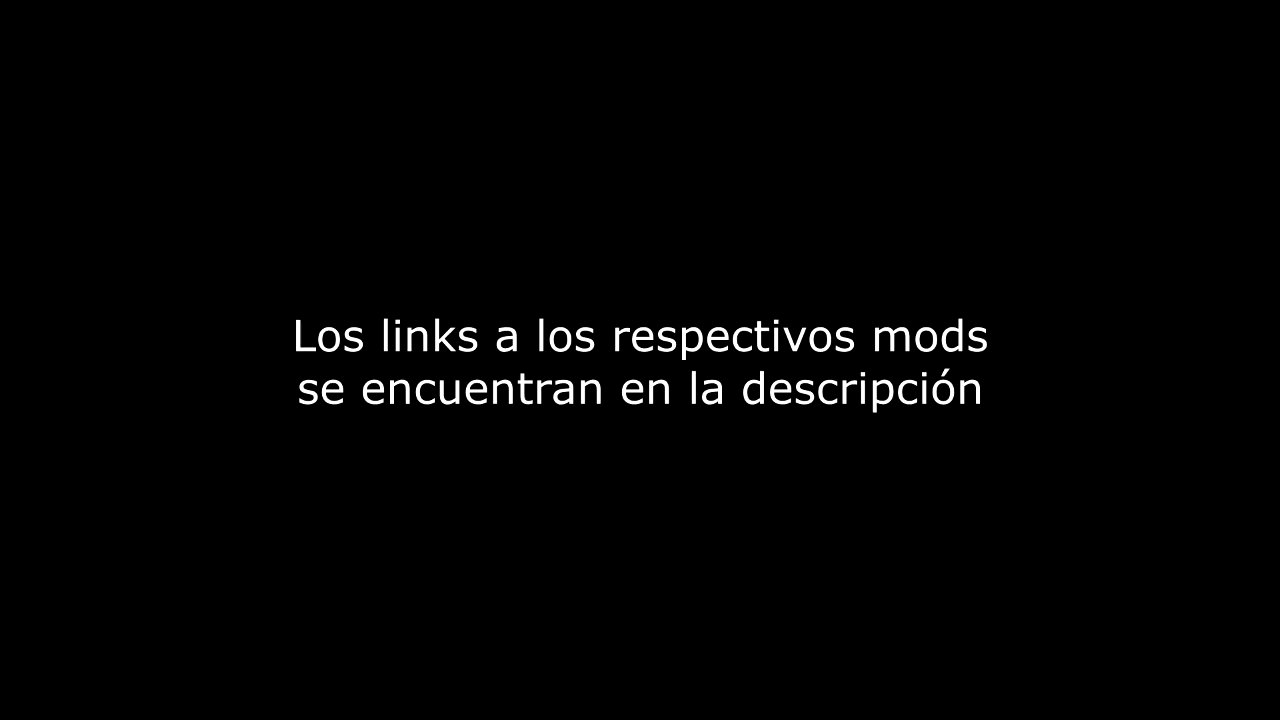 Los links a los respectivos mods
se encuentran en la descripción